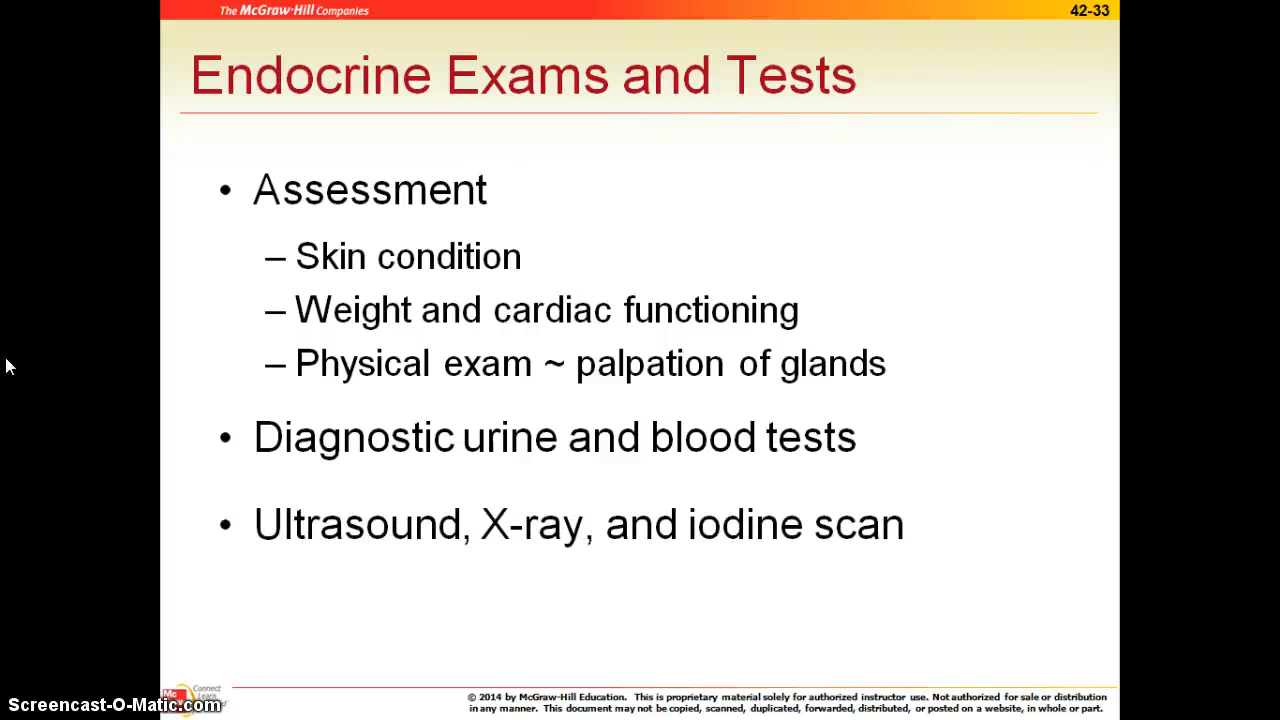 The McGraw-Hill Companies
42-33
Endocrine Exams and Tests
• Assessment
– Skin condition
– Weight and cardiac functioning
– Physical exam ~ palpation of glands
• Diagnostic urine and blood tests
• Ultrasound, X-ray, and iodine scan
Connect
Learn
Screencast-O-Matic.com
© 2014 by McGraw-Hill Education. This is proprietary material solely for authorized instructor use. Not authorized for sale or distribution
in any manner. This document may not be copied, scanned, duplicated, forwarded, distributed, or posted on a website, in whole or part.